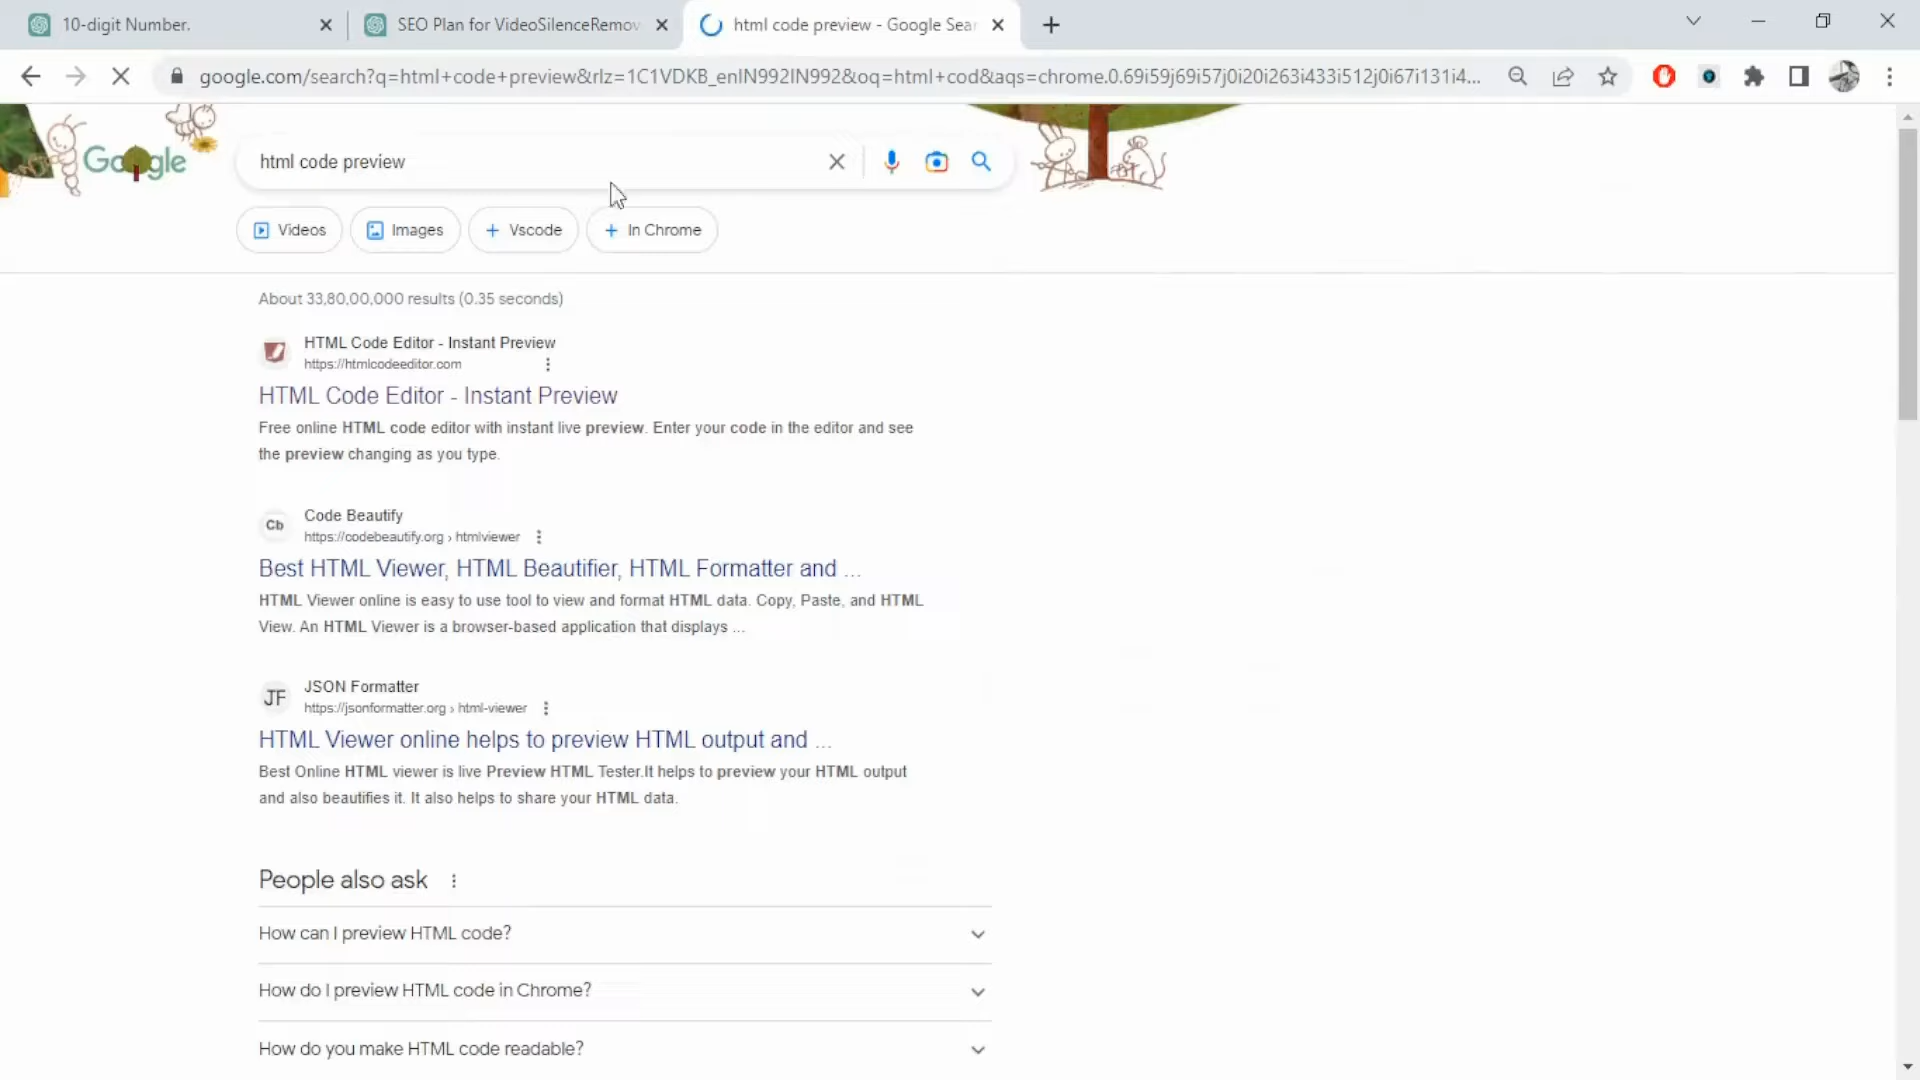 10-digit Number.
SEO Plan for VideoSilenceRemov
html code preview - Google Sear
google.com/search?q=html+code+preview&rlz=1C1VDKB_enIN992IN992&oq=html+cod&aqs=chrome.0.69i59j69i57j0i20i263i433i512j0i67i131i4...
Google
html code preview
Videos
Images
Vscode
In Chrome
About 33,80,00,000 results (0.35 seconds)
HTML Code Editor - Instant Preview
https://htmlcodeeditor.com
HTML Code Editor - Instant Preview
Free online HTML code editor with instant live preview. Enter your code in the editor and see
the preview changing as you type.
Cb
Code Beautify
https://codebeautify.org › htmlviewer
Best HTML Viewer, HTML Beautifier, HTML Formatter and ...
HTML Viewer online is easy to use tool to view and format HTML data. Copy, Paste, and HTML
View. An HTML Viewer is a browser-based application that displays ...
JF
JSON Formatter
https://jsonformatter.org › html-viewer
HTML Viewer online helps to preview HTML output and ...
Best Online HTML viewer is live Preview HTML Tester.It helps to preview your HTML output
and also beautifies it. It also helps to share your HTML data.
People also ask
How can I preview HTML code?
How do I preview HTML code in Chrome?
How do you make HTML code readable?